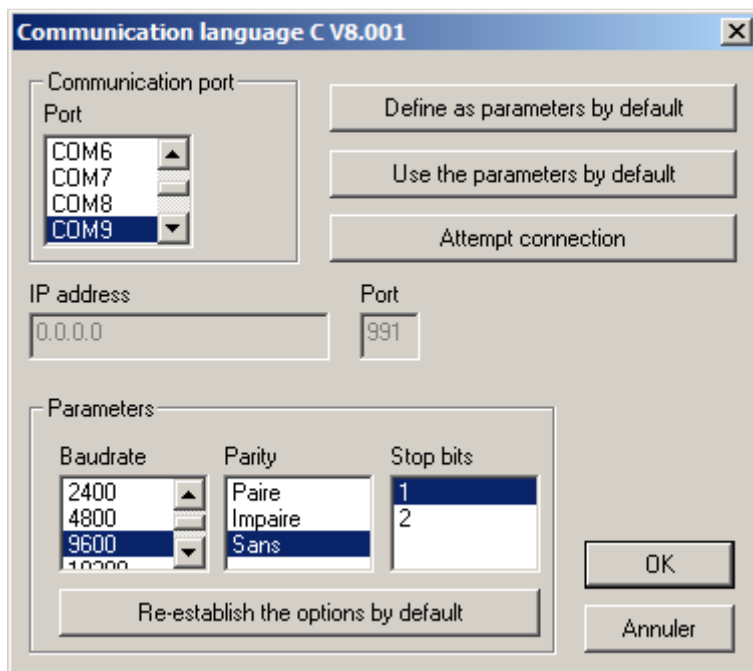 Communication language C V8.001
Communication port
Port
COM6
COM7
COM8
COM9
Define as parameters by default
Use the parameters by default
Attempt connection
IP address
Port
0.0.0.0
991
Parameters
Baudrate
Parity
Stop bits
2400
4800
9600
Paire
Impaire
Sans
1
2
Re-establish the options by default
OK
Annuler